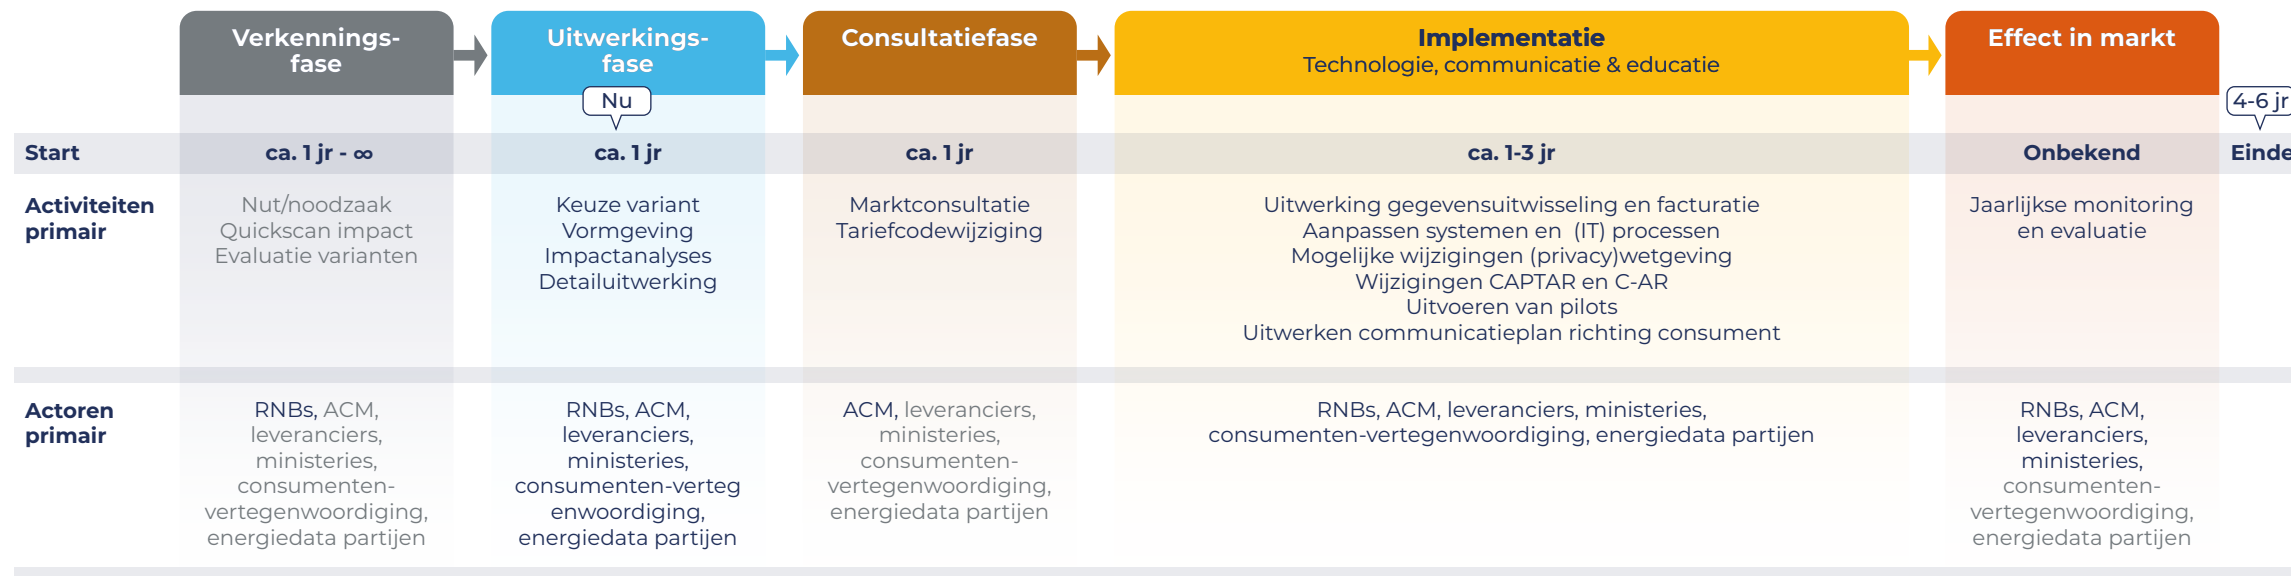 Verkennings-
fase
Uitwerkings-
fase
Consultatiefase
Implementatie
Technologie, communicatie & educatie
Effect in markt
Nu
4-6 jr
Start
ca. 1 jr - ∞
ca. 1 jr
ca. 1 jr
ca. 1-3 jr
Onbekend
Einde
Activiteiten
primair
Nut/noodzaak
Quickscan impact
Evaluatie varianten
Keuze variant
Vormgeving
Impactanalyses
Detailuitwerking
Marktconsultatie
Tariefcodewijziging
Uitwerking gegevensuitwisseling en facturatie
Aanpassen systemen en (IT) processen
Mogelijke wijzigingen (privacy)wetgeving
Wijzigingen CAPTAR en C-AR
Uitvoeren van pilots
Uitwerken communicatieplan richting consument
Jaarlijkse monitoring
en evaluatie
Actoren
primair
RNBs, ACM,
leveranciers,
ministeries,
consumenten-
vertegenwoordiging,
energiedata partijen
RNBs, ACM,
leveranciers,
ministeries,
consumenten-verteg
enwoordiging,
energiedata partijen
ACM, leveranciers,
ministeries,
consumenten-
vertegenwoordiging,
energiedata partijen
RNBs, ACM, leveranciers, ministeries,
consumenten-vertegenwoordiging, energiedata partijen
RNBs, ACM,
leveranciers,
ministeries,
consumenten-
vertegenwoordiging,
energiedata partijen